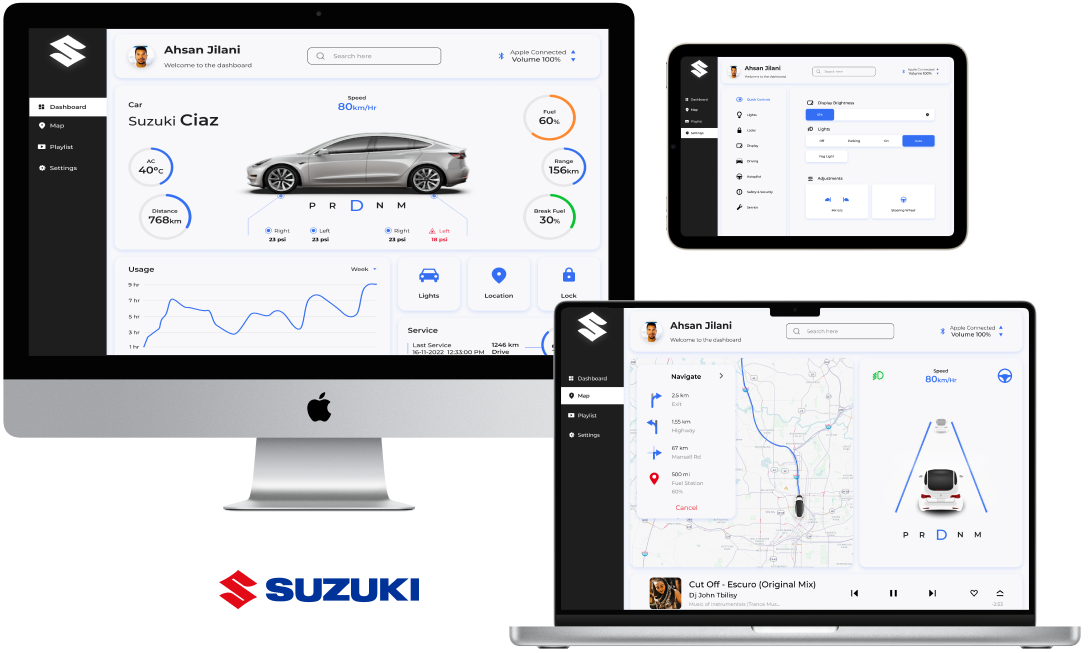 Ahsan Jilani
Welcome to the dashboard
Search here
Apple Connected
Volume 100%
Dashboard
Map
Playlist
Settings
Car
Suzuki Ciaz
Speed
80km/Hr
Fuel
60%
AC
40°C
Range
156km
Distance
768km
Break Fuel
30%
P R D N M
Right
23 psi
Left
23 psi
Right
23 psi
Left
18 psi
Usage
Week
9 hr
7 hr
5 hr
3 hr
1 hr
Lights
Location
Lock
Service
Last Service
16-11-2022 12:33:00 PM
1246 km
Drive
Ahsan Jilani
Welcome to the dashboard
Search here
Apple Connected
Volume 100%
Dashboard
Map
Playlist
Settings
Quick Controls
Lights
Locks
Display
Driving
Autopilot
Safety & Security
Service
Display Brightness
Lights
Off
Parking
On
Auto
Fog Light
Adjustments
Mirrors
Steering Wheel
Ahsan Jilani
Welcome to the dashboard
Search here
Apple Connected
Volume 100%
Dashboard
Map
Playlist
Settings
Navigate
2,5 km
Exit
1,55 km
Highway
67 km
Mansell Rd
500 mi
Fuel Station
60%
Cancel
Speed
80km/Hr
P R D N M
Cut Off - Escuro (Original Mix)
Dj John Tbilisy
Music of Instrumentals (Trance Mus...
-2:53
SUZUKI